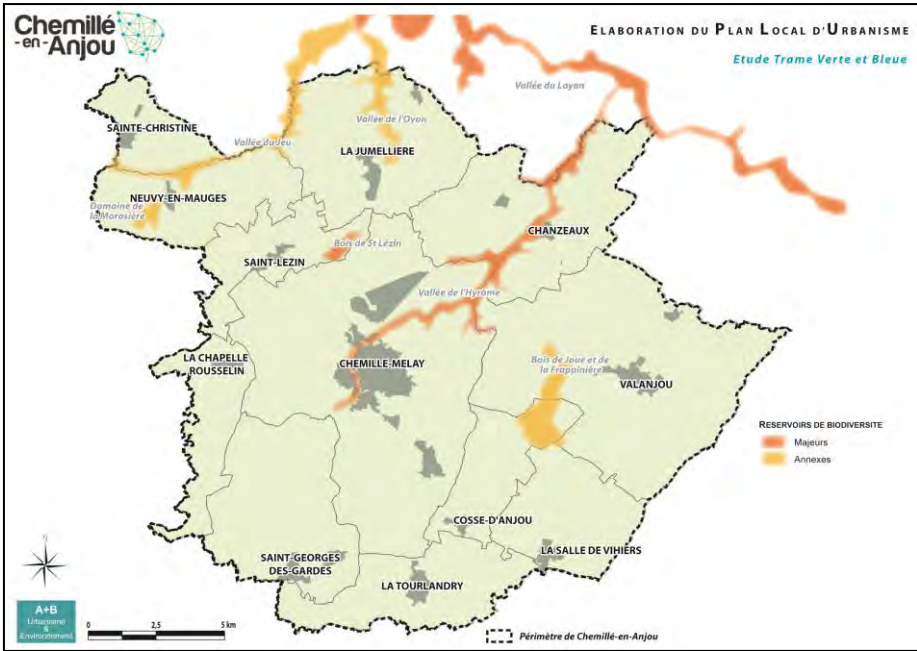 Chemillé
-en-
Anjou
ELABORATION DU PLAN LOCAL D'URBANISME
Etude Trame Verte et Bleue
Vallée du Layon
SAINTE-CHRISTINE
Vallée de l'Oyon
Vallée du Jeu
LA JUMELLIERE
NEUVY-EN-MAUGES
Domaine de
la Morosière
CHANZEAUX
Bois de St Lézin
SAINT-LEZIN
Vallée de l'Hyrôme
LA CHAPELLE
ROUSSELIN
CHEMILLE-MELAY
Bois de Joué et de
la Frappinière
VALANJOU
RESERVOIRS DE BIODIVERSITE
Majeurs
Annexes
COSSE-D'ANJOU
SAINT-GEORGES
DES-GARDES
LA SALLE DE VIHIERS
LA TOURLANDRY
N
A+B
Urbanisme
&
Environnement
0 2,5 5 km
Périmètre de Chemillé-en-Anjou